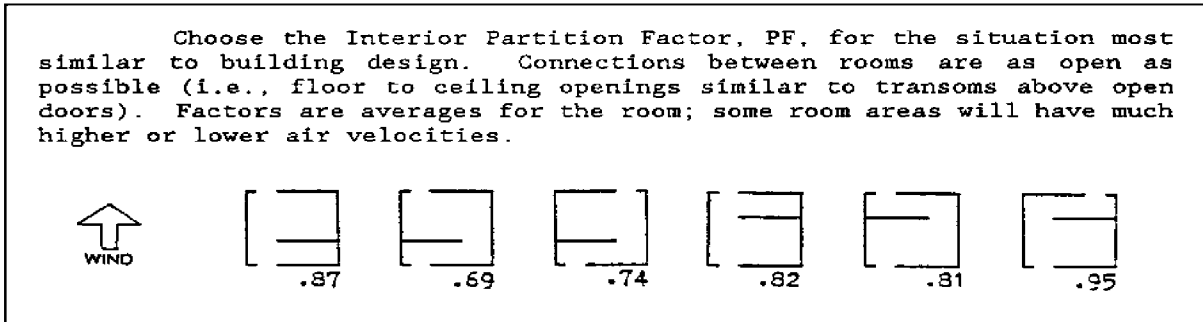 Choose the Interior Partition Factor, PF, for the situation most
similar to building design. Connections between rooms are as open as
possible (i.e., floor to ceiling openings similar to transoms above open
doors). Factors are averages for the room; some room areas will have much
higher or lower air velocities.
WIND
.87 .69 .74 .82 .81 .95